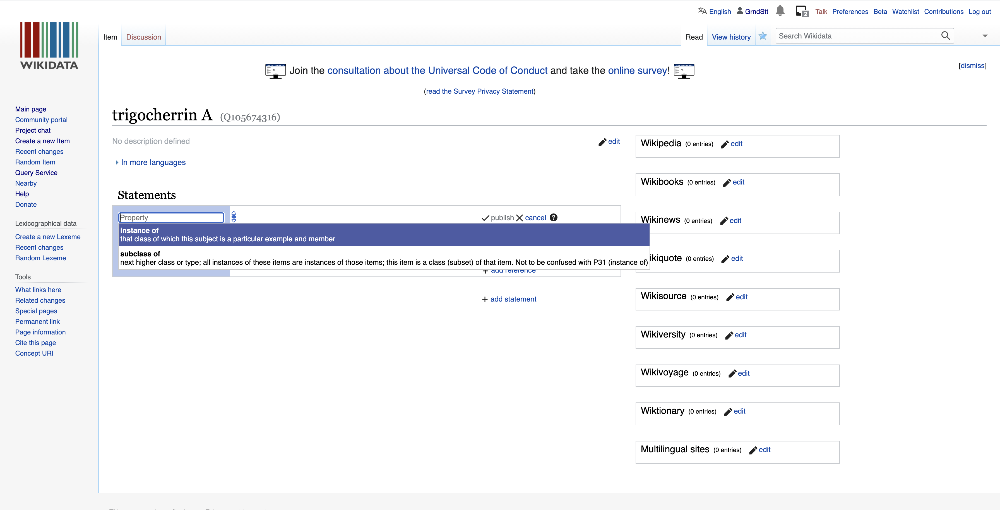 English GrndStt 2 Talk Preferences Beta Watchlist Contributions Log out
WIKIDATA
Item Discussion Read View history Search Wikidata
QUESTIONARIO Join the consultation about the Universal Code of Conduct and take the online survey! QUESTIONARIO [dismiss]
(read the Survey Privacy Statement)
trigocherrin A (Q105674316)
No description defined edit
In more languages
Statements
Property publish cancel ?
instance of
that class of which this subject is a particular example and member
subclass of
next higher class or type; all instances of these items are instances of those items; this item is a class (subset) of that item. Not to be confused with P31 (instance of)
+ add reference
+ add statement
Main page
Community portal
Project chat
Create a new Item
Recent changes
Random Item
Query Service
Nearby
Help
Donate
Lexicographical data
Create a new Lexeme
Recent changes
Random Lexeme
Tools
What links here
Related changes
Special pages
Permanent link
Page information
Cite this page
Concept URI
Wikipedia (0 entries) edit
Wikibooks (0 entries) edit
Wikinews (0 entries) edit
ikiquote (0 entries) edit
Wikisource (0 entries) edit
Wikiversity (0 entries) edit
Wikivoyage (0 entries) edit
Wiktionary (0 entries) edit
Multilingual sites (0 entries) edit